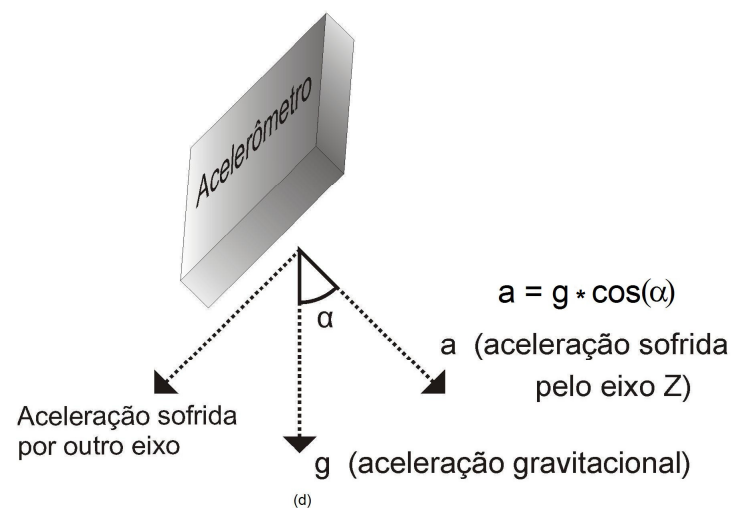 Acelerômetro
α
a = g * cos(α)
a (aceleração sofrida
pelo eixo Z)
Aceleração sofrida
por outro eixo
g (aceleração gravitacional)
(d)